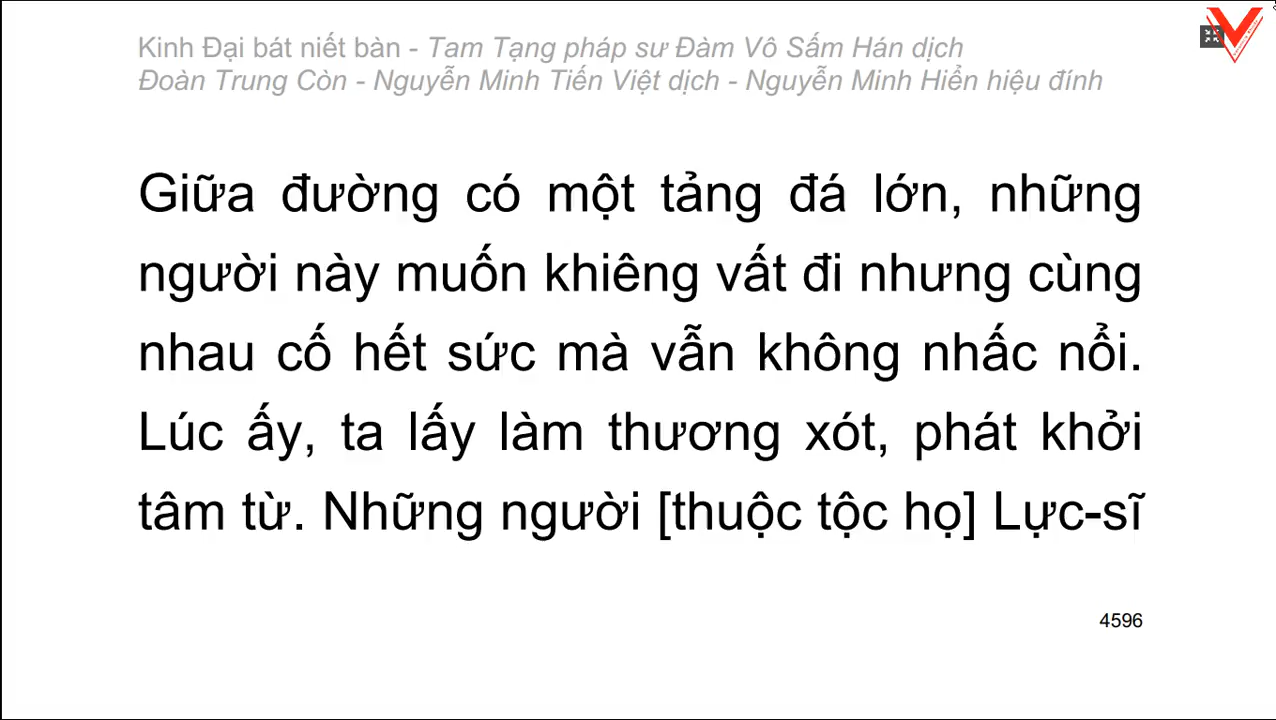 Kinh Đại bát niết bàn - Tam Tạng pháp sư Đàm Vô Sấm Hán dịch
Đoàn Trung Còn - Nguyễn Minh Tiến Việt dịch - Nguyễn Minh Hiển hiệu đính
Giữa đường có một tảng đá lớn, những
người này muốn khiêng vất đi nhưng cùng
nhau cố hết sức mà vẫn không nhấc nổi.
Lúc ấy, ta lấy làm thương xót, phát khởi
tâm từ. Những người [thuộc tộc họ] Lực-sĩ
4596